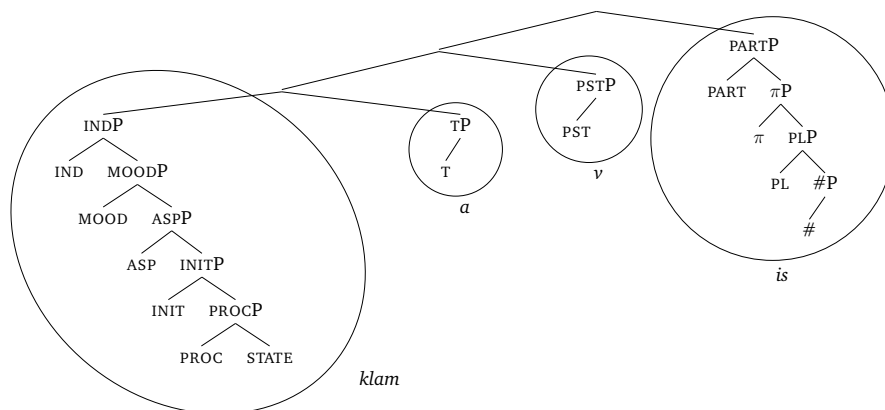 PARTP
PART πP
π PLP
PL #P
#
is
PSTP
PST
v
TP
T
a
INDP
IND MOODP
MOOD ASPP
ASP INITP
INIT PROCP
PROC STATE
klam